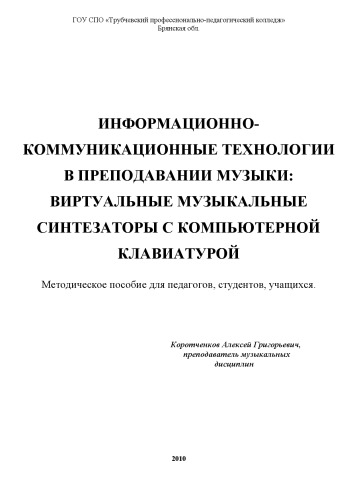 ГОУ СПО «Трубчевский профессионально-педагогический колледж»
Брянская обл.
ИНФОРМАЦИОННО-
КОММУНИКАЦИОННЫЕ ТЕХНОЛОГИИ
В ПРЕПОДАВАНИИ МУЗЫКИ:
ВИРТУАЛЬНЫЕ МУЗЫКАЛЬНЫЕ
СИНТЕЗАТОРЫ С КОМПЬЮТЕРНОЙ
КЛАВИАТУРОЙ
Методическое пособие для педагогов, студентов, учащихся.
Коротченков Алексей Григорьевич,
преподаватель музыкальных
дисциплин
2010